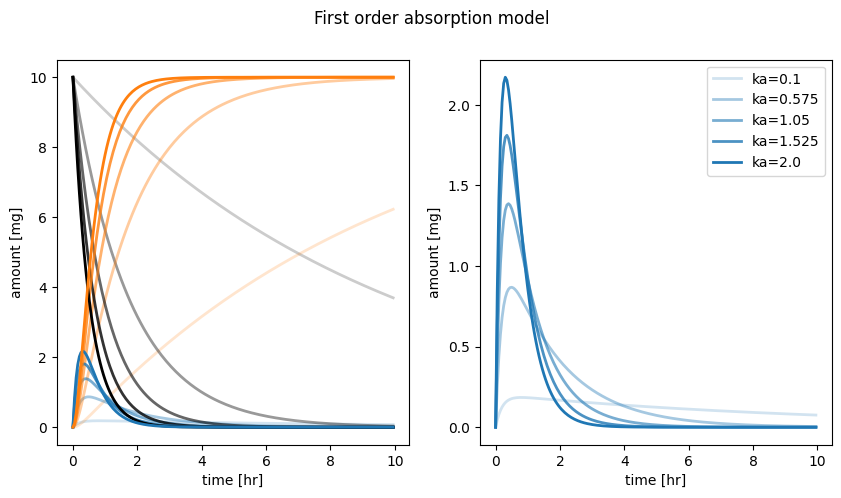 First order absorption model
10
8
6
4
2
0
amount [mg]
0 2 4 6 8 10
time [hr]
2.0
1.5
1.0
0.5
0.0
amount [mg]
0 2 4 6 8 10
time [hr]
ka=0.1
ka=0.575
ka=1.05
ka=1.525
ka=2.0